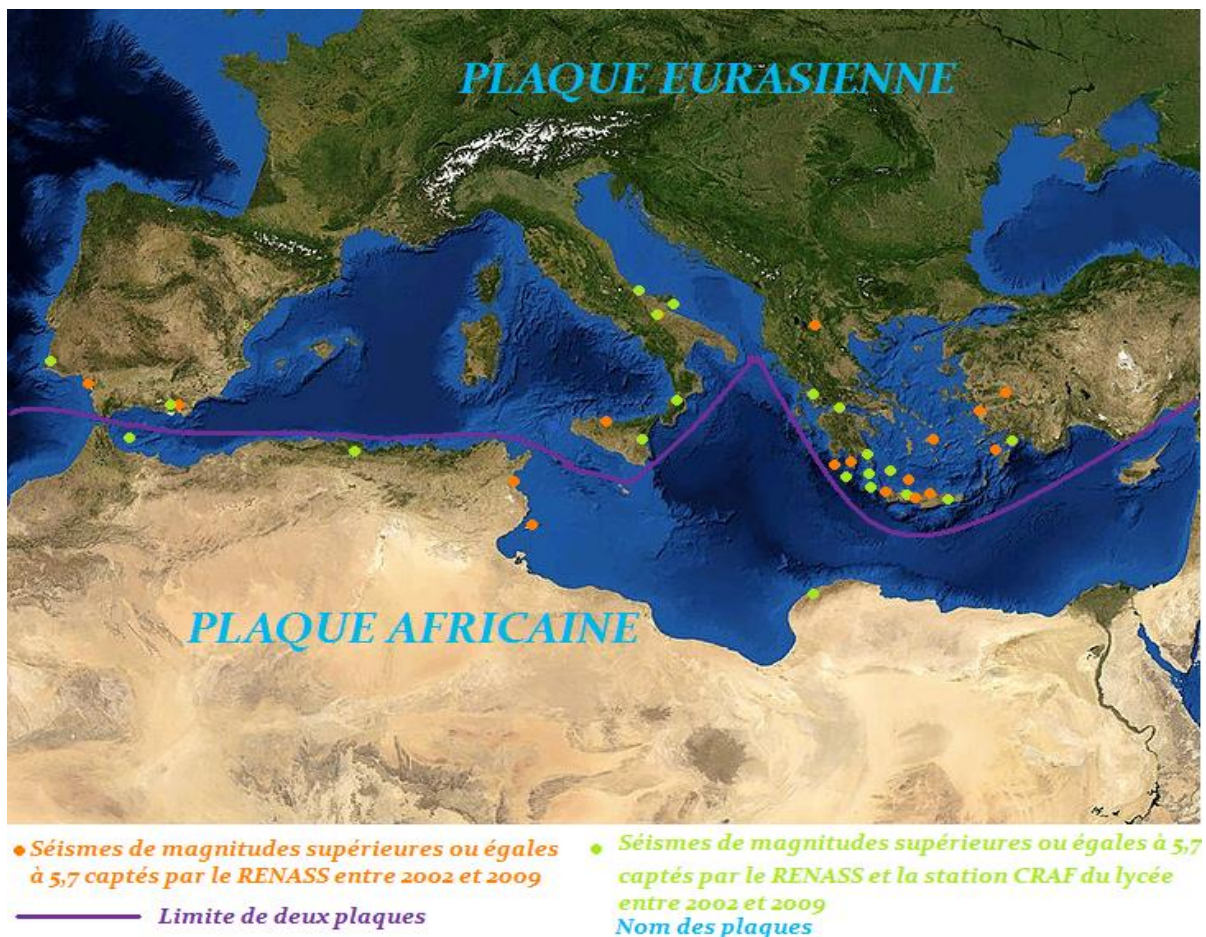 PLAQUE EURASIENNE
PLAQUE AFRICAINE
Séismes de magnitudes supérieures ou égales
à 5,7 captés par le RENASS entre 2002 et 2009
Limite de deux plaques
Séismes de magnitudes supérieures ou égales à 5,7
captés par le RENASS et la station CRAF du lycée
entre 2002 et 2009
Nom des plaques